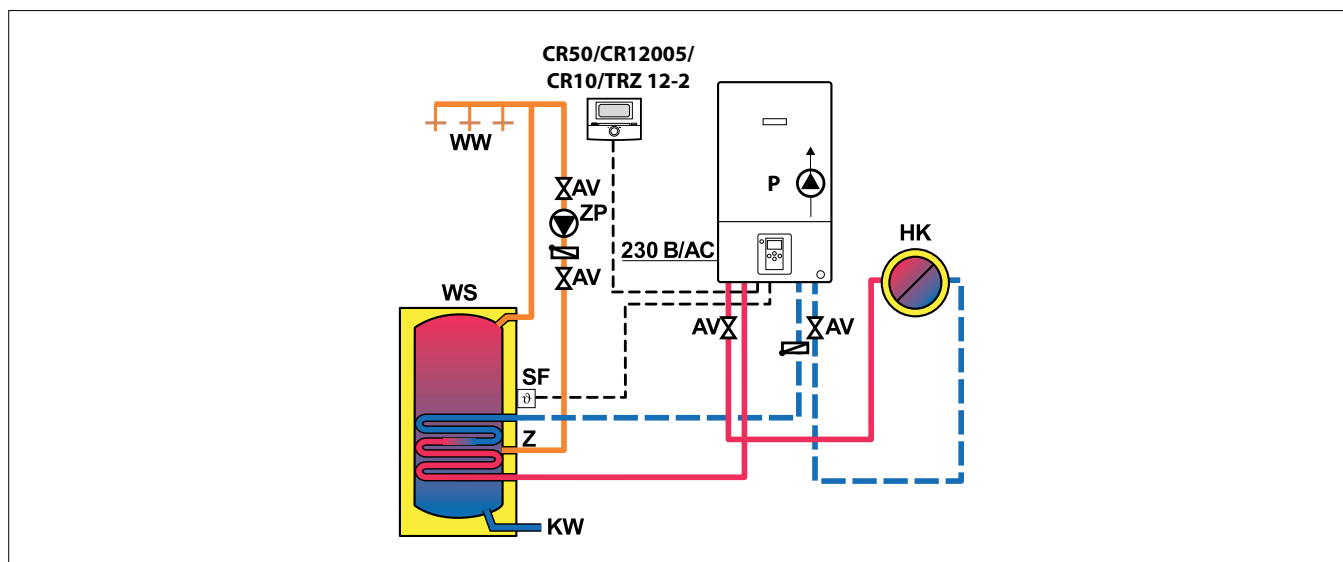 CR50/CR12005/
CR10/TRZ 12-2
WW
AV
ZP
P
230 B/AC
HK
AV
WS
AV
AV
SF
ϑ
Z
KW